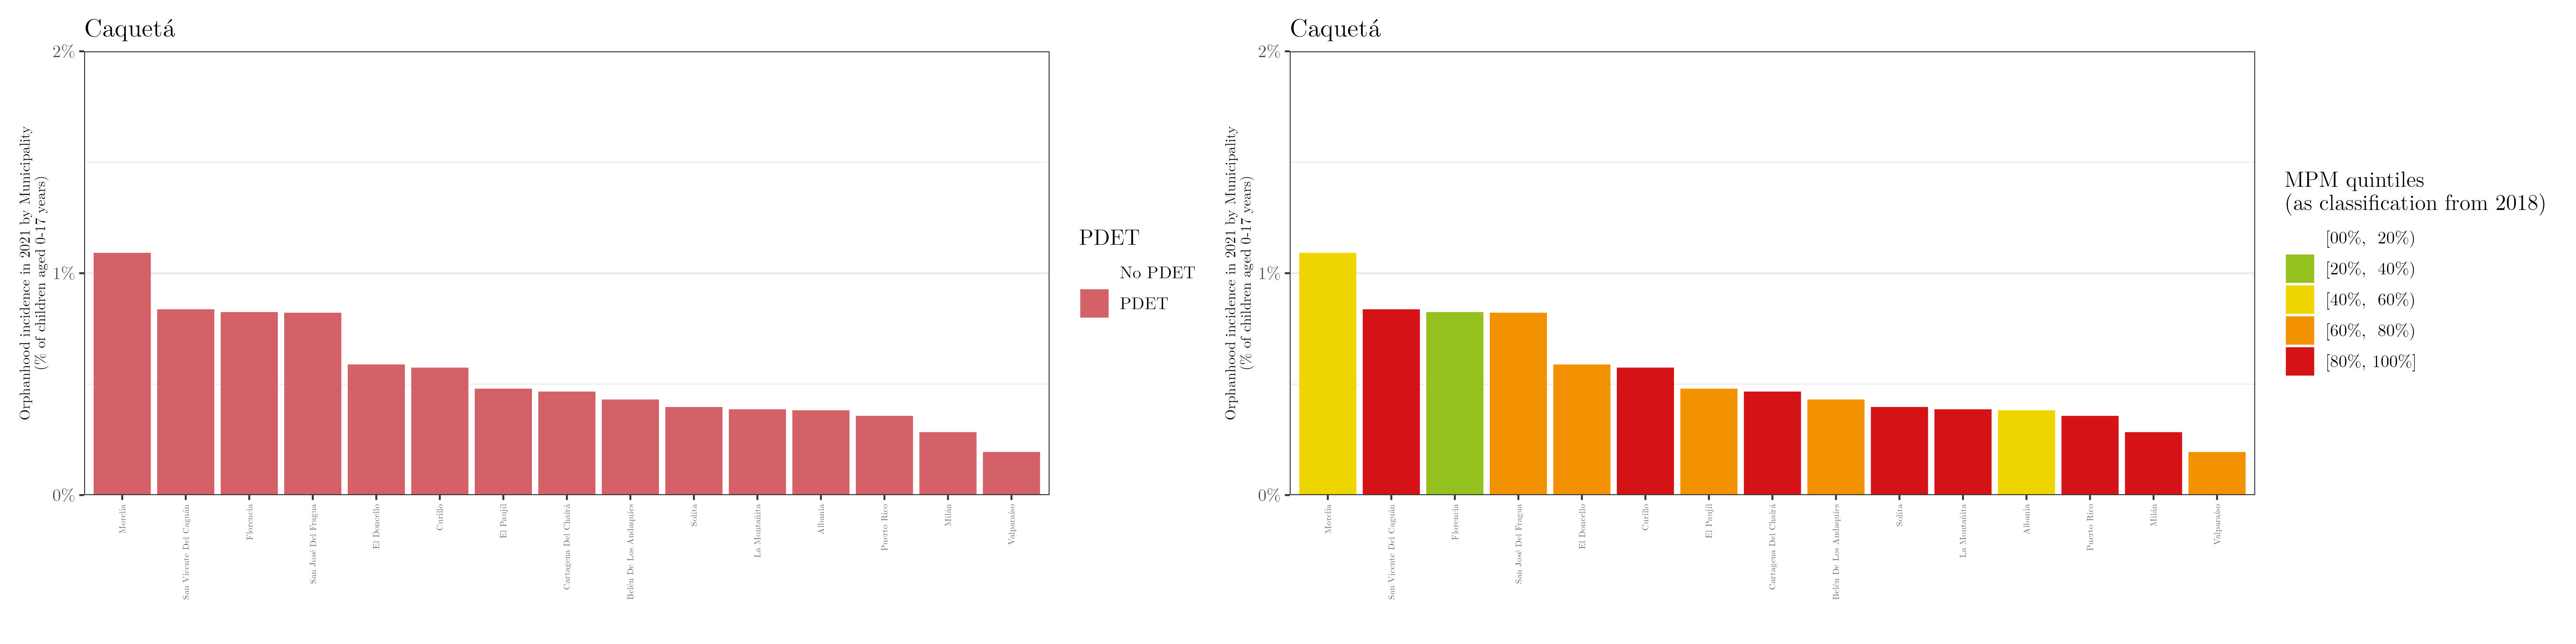 Caquetá
Orphanhood incidence in 2021 by Municipality
(% of children aged 0-17 years)
2%
1%
0%
Morelia
San Vicente Del Caguán
Florencia
San José Del Fragua
El Doncello
Curillo
El Paujil
Cartagena Del Chairá
Belén De Los Andaquies
Solita
La Montañita
Albania
Puerto Rico
Milán
Valparaíso
PDET
No PDET
PDET
Caquetá
Orphanhood incidence in 2021 by Municipality
(% of children aged 0-17 years)
2%
1%
0%
Morelia
San Vicente Del Caguán
Florencia
San José Del Fragua
El Doncello
Curillo
El Paujil
Cartagena Del Chairá
Belén De Los Andaquies
Solita
La Montañita
Albania
Puerto Rico
Milán
Valparaíso
MPM quintiles
(as classification from 2018)
[00%, 20%)
[20%, 40%)
[40%, 60%)
[60%, 80%)
[80%, 100%]